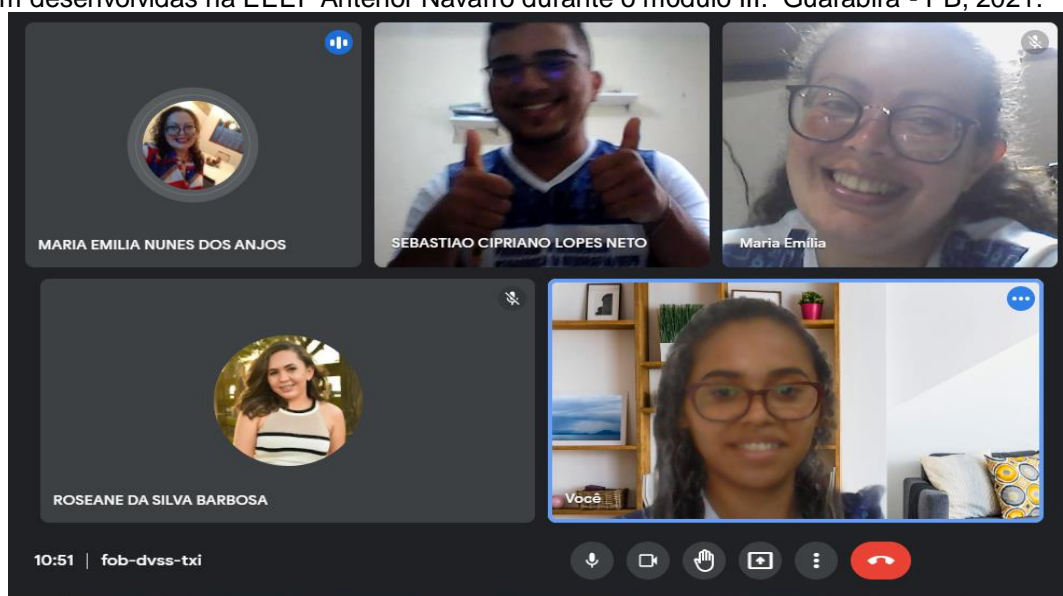 m desenvolvidas na EEEF Antenor Navarro durante o módulo III. Guarabira - PB, 2021.
MARIA EMILIA NUNES DOS ANJOS
SEBASTIAO CIPRIANO LOPES NETO
Maria Emília
ROSEANE DA SILVA BARBOSA
Você
10:51 | fob-dvss-txi